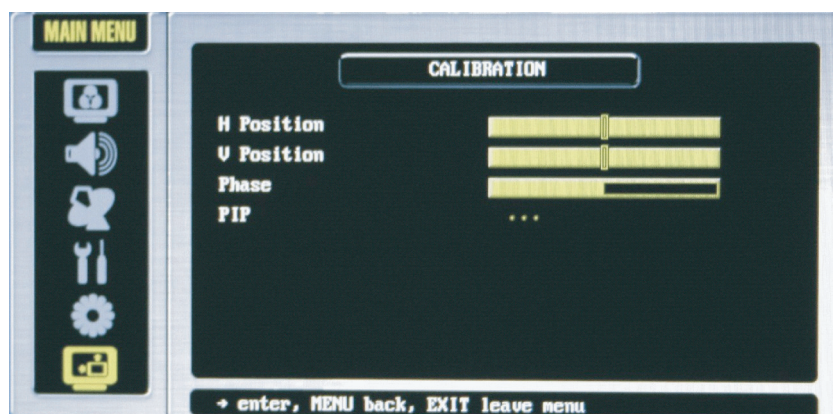 MAIN MENU
CALIBRATION
H Position
V Position
Phase
PIP ...
→ enter, MENU back, EXIT leave menu